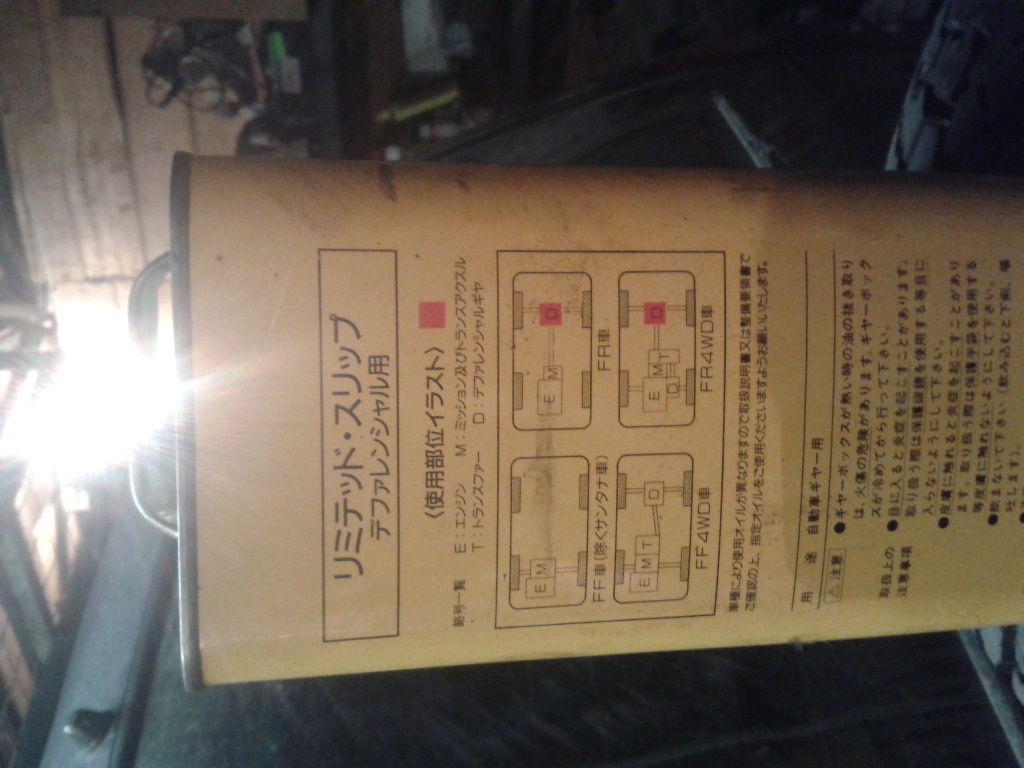 リミテッド・スリップ
デファレンシャル用
〈使用部位イラスト〉
略号一覧 E:エンジン M:ミッション及びトランスアクスル
T:トランスファー D:デファレンシャルギヤ
E M
E M D
FF車(除くサンタナ車)
FR車
E M T D
E M T D
FF4WD車
FR4WD車
車種により使用オイルが異なりますので取扱説明書又は整備要領書で
ご確認の上、指定オイルをご使用くださいますようお願いいたします。
用 途 自動車ギヤー用
⚠注意
●ギヤーボックスが熱い時の油の抜き取り
は、火傷の危険があります。ギヤーボック
スが冷めてから行って下さい。
取扱上の
注意事項
●目に入ると炎症を起こすことがあります。
取り扱う際は保護眼鏡を使用する等目に
入らないようにして下さい。
●皮膚に触れると炎症を起こすことがあり
ます。取り扱う際は保護手袋を使用する
等皮膚に触れないようにして下さい。
●飲まないで下さい(飲み込むと下痢、嘔
吐します)。